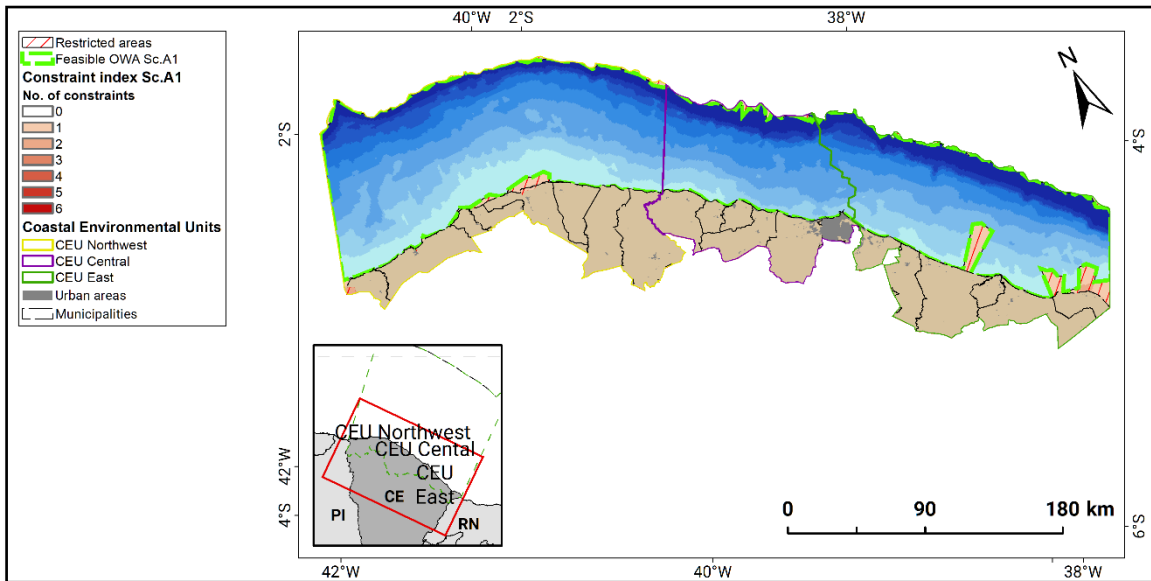 40°W 2°S 38°W
Restricted areas
Feasible OWA Sc.A1
Constraint index Sc.A1
No. of constraints
0
1
2
3
4
5
6
Coastal Environmental Units
CEU Northwest
CEU Central
CEU East
Urban areas
Municipalities
N
2°S
4°S
CEU Northwest
CEU Cental
CEU
East
CE
PI
RN
42°W
4°S
0 90 180 km
6°S
42°W 40°W 38°W